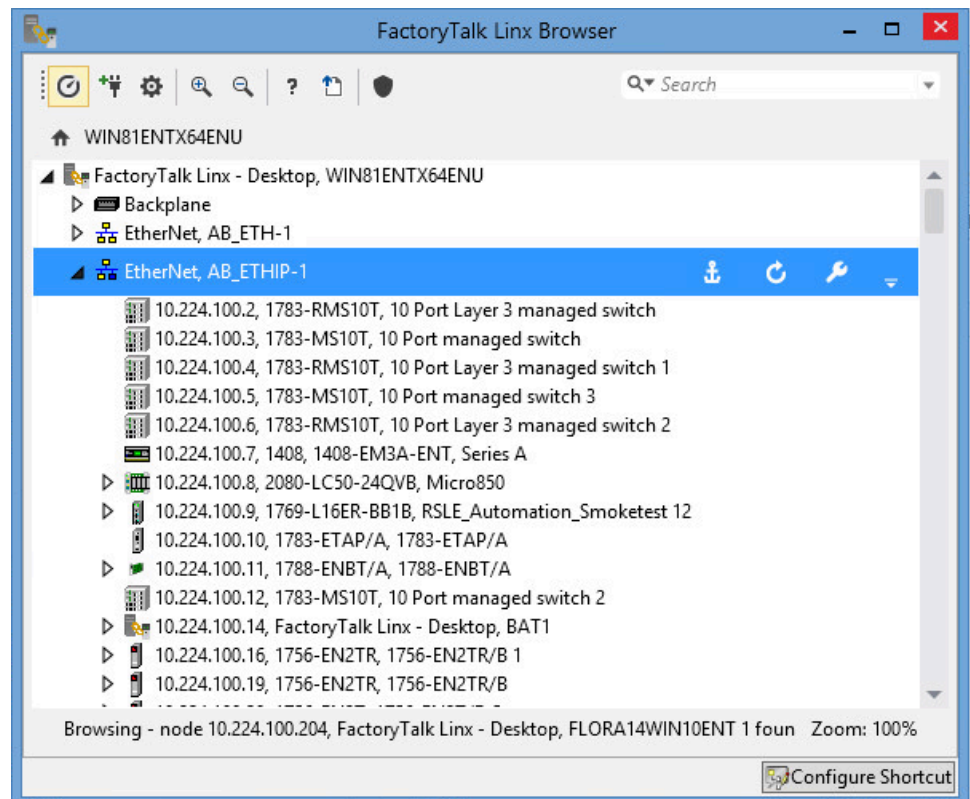 FactoryTalk Linx Browser
? Search
WIN81ENTX64ENU
FactoryTalk Linx - Desktop, WIN81ENTX64ENU
Backplane
EtherNet, AB_ETH-1
EtherNet, AB_ETHIP-1
10.224.100.2, 1783-RMS10T, 10 Port Layer 3 managed switch
10.224.100.3, 1783-MS10T, 10 Port managed switch
10.224.100.4, 1783-RMS10T, 10 Port Layer 3 managed switch 1
10.224.100.5, 1783-MS10T, 10 Port managed switch 3
10.224.100.6, 1783-RMS10T, 10 Port Layer 3 managed switch 2
10.224.100.7, 1408, 1408-EM3A-ENT, Series A
10.224.100.8, 2080-LC50-24QVB, Micro850
10.224.100.9, 1769-L16ER-BB1B, RSLE_Automation_Smoketest 12
10.224.100.10, 1783-ETAP/A, 1783-ETAP/A
10.224.100.11, 1788-ENBT/A, 1788-ENBT/A
10.224.100.12, 1783-MS10T, 10 Port managed switch 2
10.224.100.14, FactoryTalk Linx - Desktop, BAT1
10.224.100.16, 1756-EN2TR, 1756-EN2TR/B 1
10.224.100.19, 1756-EN2TR, 1756-EN2TR/B
Browsing - node 10.224.100.204, FactoryTalk Linx - Desktop, FLORA14WIN10ENT 1 foun Zoom: 100%
Configure Shortcut